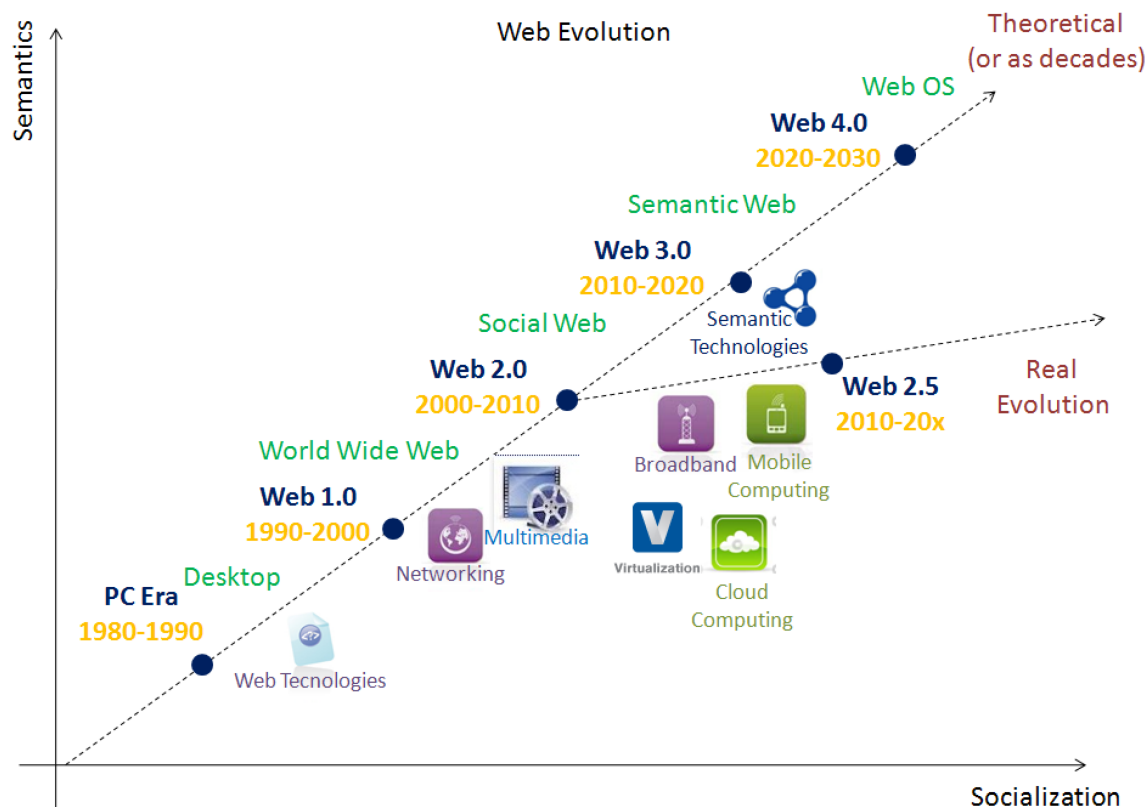 Web Evolution
Semantics
Theoretical
(or as decades)
Web OS
Web 4.0
2020-2030
Semantic Web
Web 3.0
2010-2020
Semantic
Technologies
Social Web
Web 2.0
2000-2010
Web 2.5
2010-20x
Real
Evolution
Broadband
Mobile
Computing
World Wide Web
Web 1.0
1990-2000
Networking
Multimedia
V
Virtualization
Cloud
Computing
Desktop
PC Era
1980-1990
Web Tecnologies
Socialization